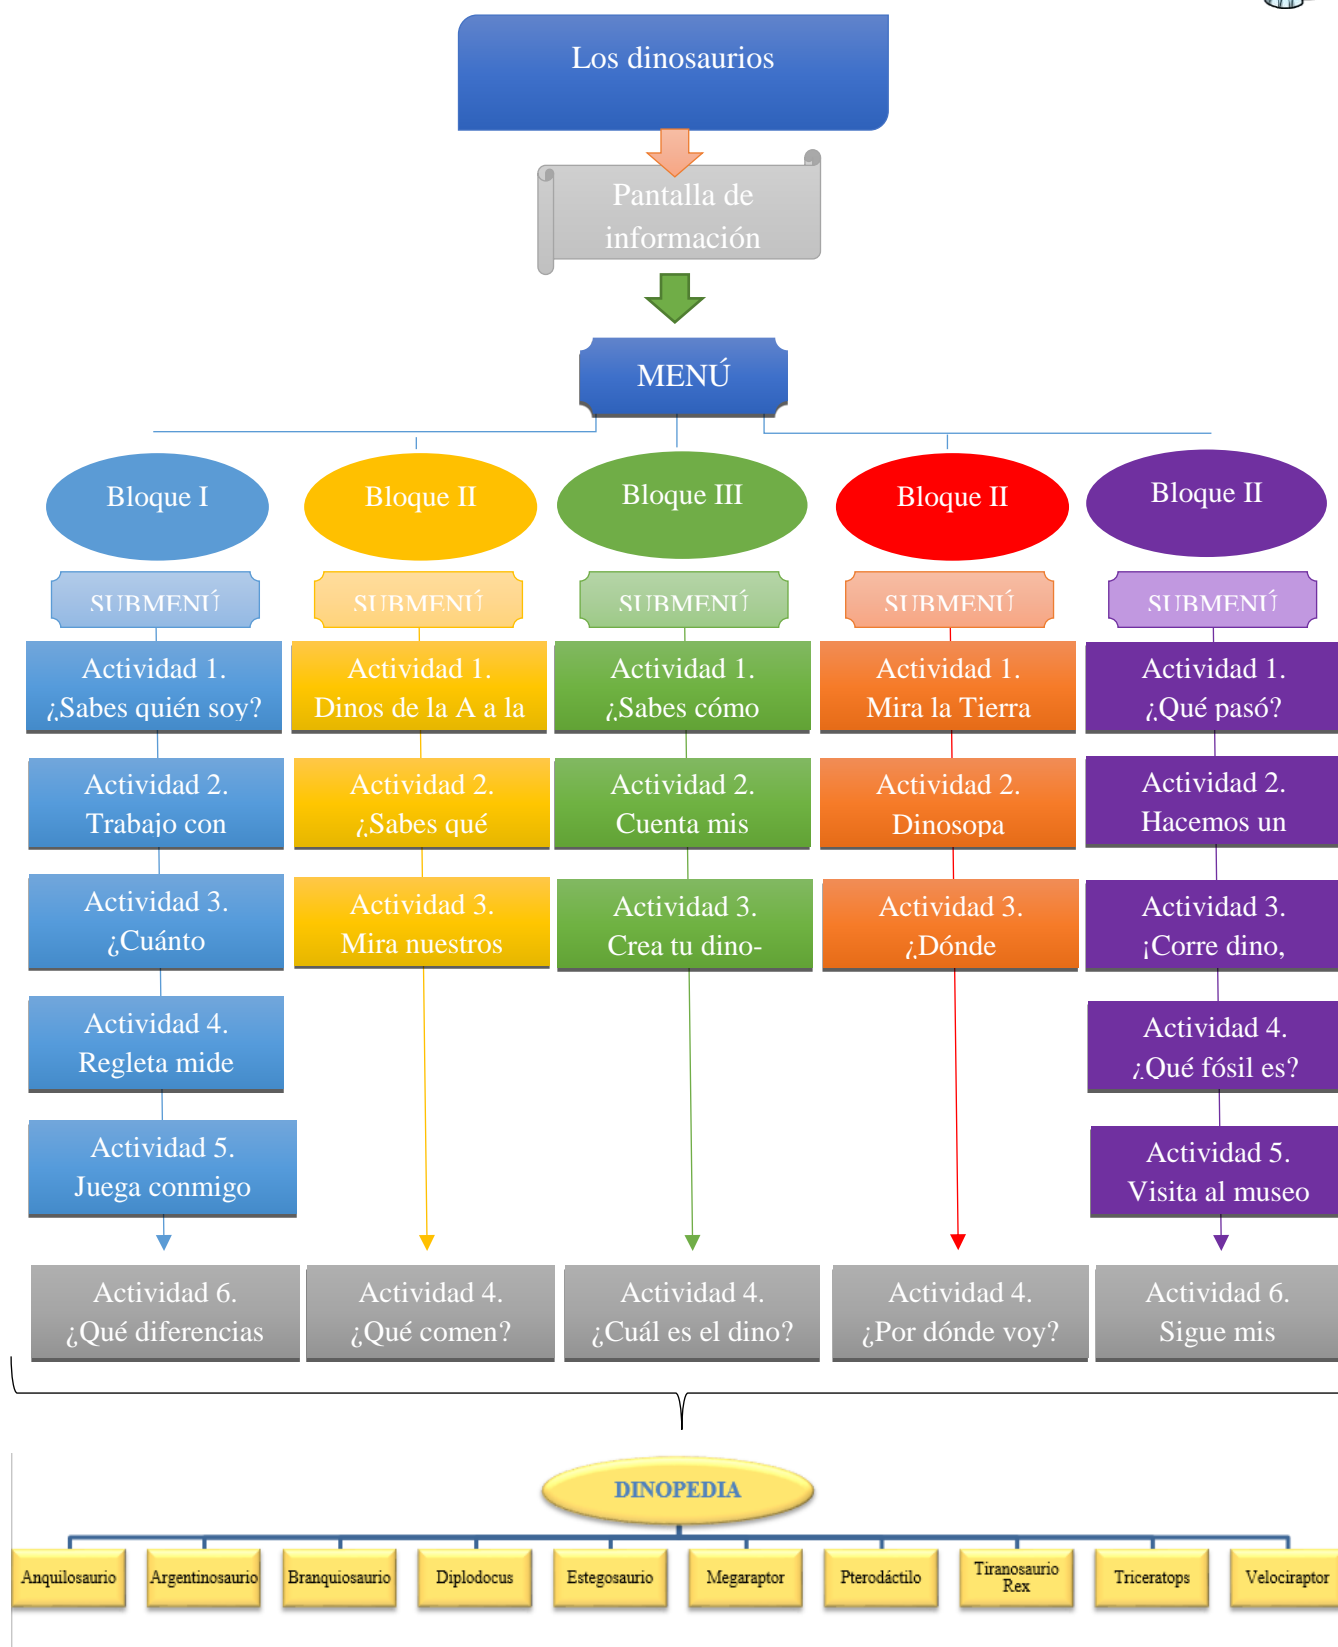 Los dinosaurios
Pantalla de
información
MENÚ
Bloque I
Bloque II
Bloque III
Bloque II
Bloque II
SUBMENÚ
SUBMENÚ
SUBMENÚ
SUBMENÚ
SUBMENÚ
Actividad 1.
¿Sabes quién soy?
Actividad 1.
Dinos de la A a la
Actividad 1.
¿Sabes cómo
Actividad 1.
Mira la Tierra
Actividad 1.
¿Qué pasó?
Actividad 2.
Trabajo con
Actividad 2.
¿Sabes qué
Actividad 2.
Cuenta mis
Actividad 2.
Dinosopa
Actividad 2.
Hacemos un
Actividad 3.
¿Cuánto
Actividad 3.
Mira nuestros
Actividad 3.
Crea tu dino-
Actividad 3.
¿Dónde
Actividad 3.
¡Corre dino,
Actividad 4.
Regleta mide
Actividad 4.
¿Qué fósil es?
Actividad 5.
Juega conmigo
Actividad 5.
Visita al museo
Actividad 6.
¿Qué diferencias
Actividad 4.
¿Qué comen?
Actividad 4.
¿Cuál es el dino?
Actividad 4.
¿Por dónde voy?
Actividad 6.
Sigue mis
DINOPEDIA
Anquilosaurio
Argentinosaurio
Branquiosaurio
Diplodocus
Estegosaurio
Megaraptor
Pterodáctilo
Tiranosaurio
Rex
Triceratops
Velociraptor